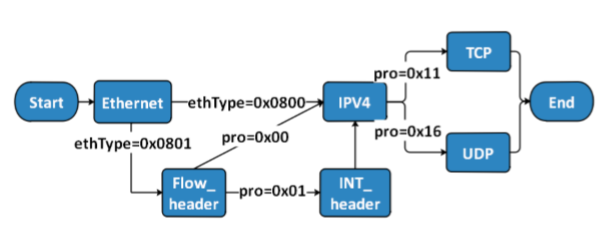 TCP
pro=0x11
Start
Ethernet
ethType=0x0800
IPV4
End
ethType=0x0801
pro=0x00
pro=0x16
UDP
Flow_
header
pro=0x01
INT_
header